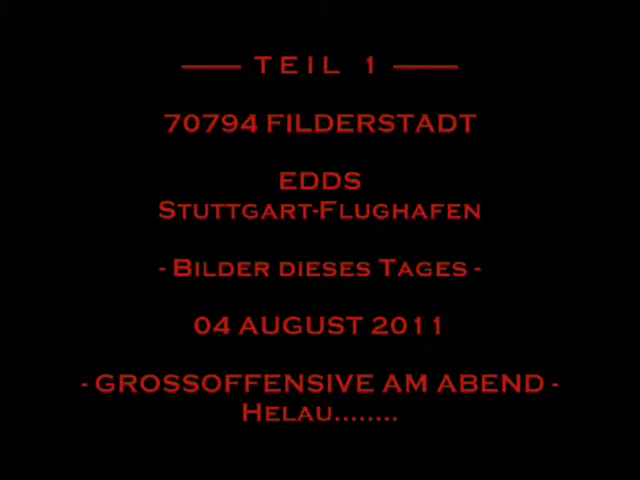 TEIL 1
70794 FILDERSTADT
EDDS
STUTTGART-FLUGHAFEN
- BILDER DIESES TAGES -
04 AUGUST 2011
- GROSSOFFENSIVE AM ABEND -
HELAU........